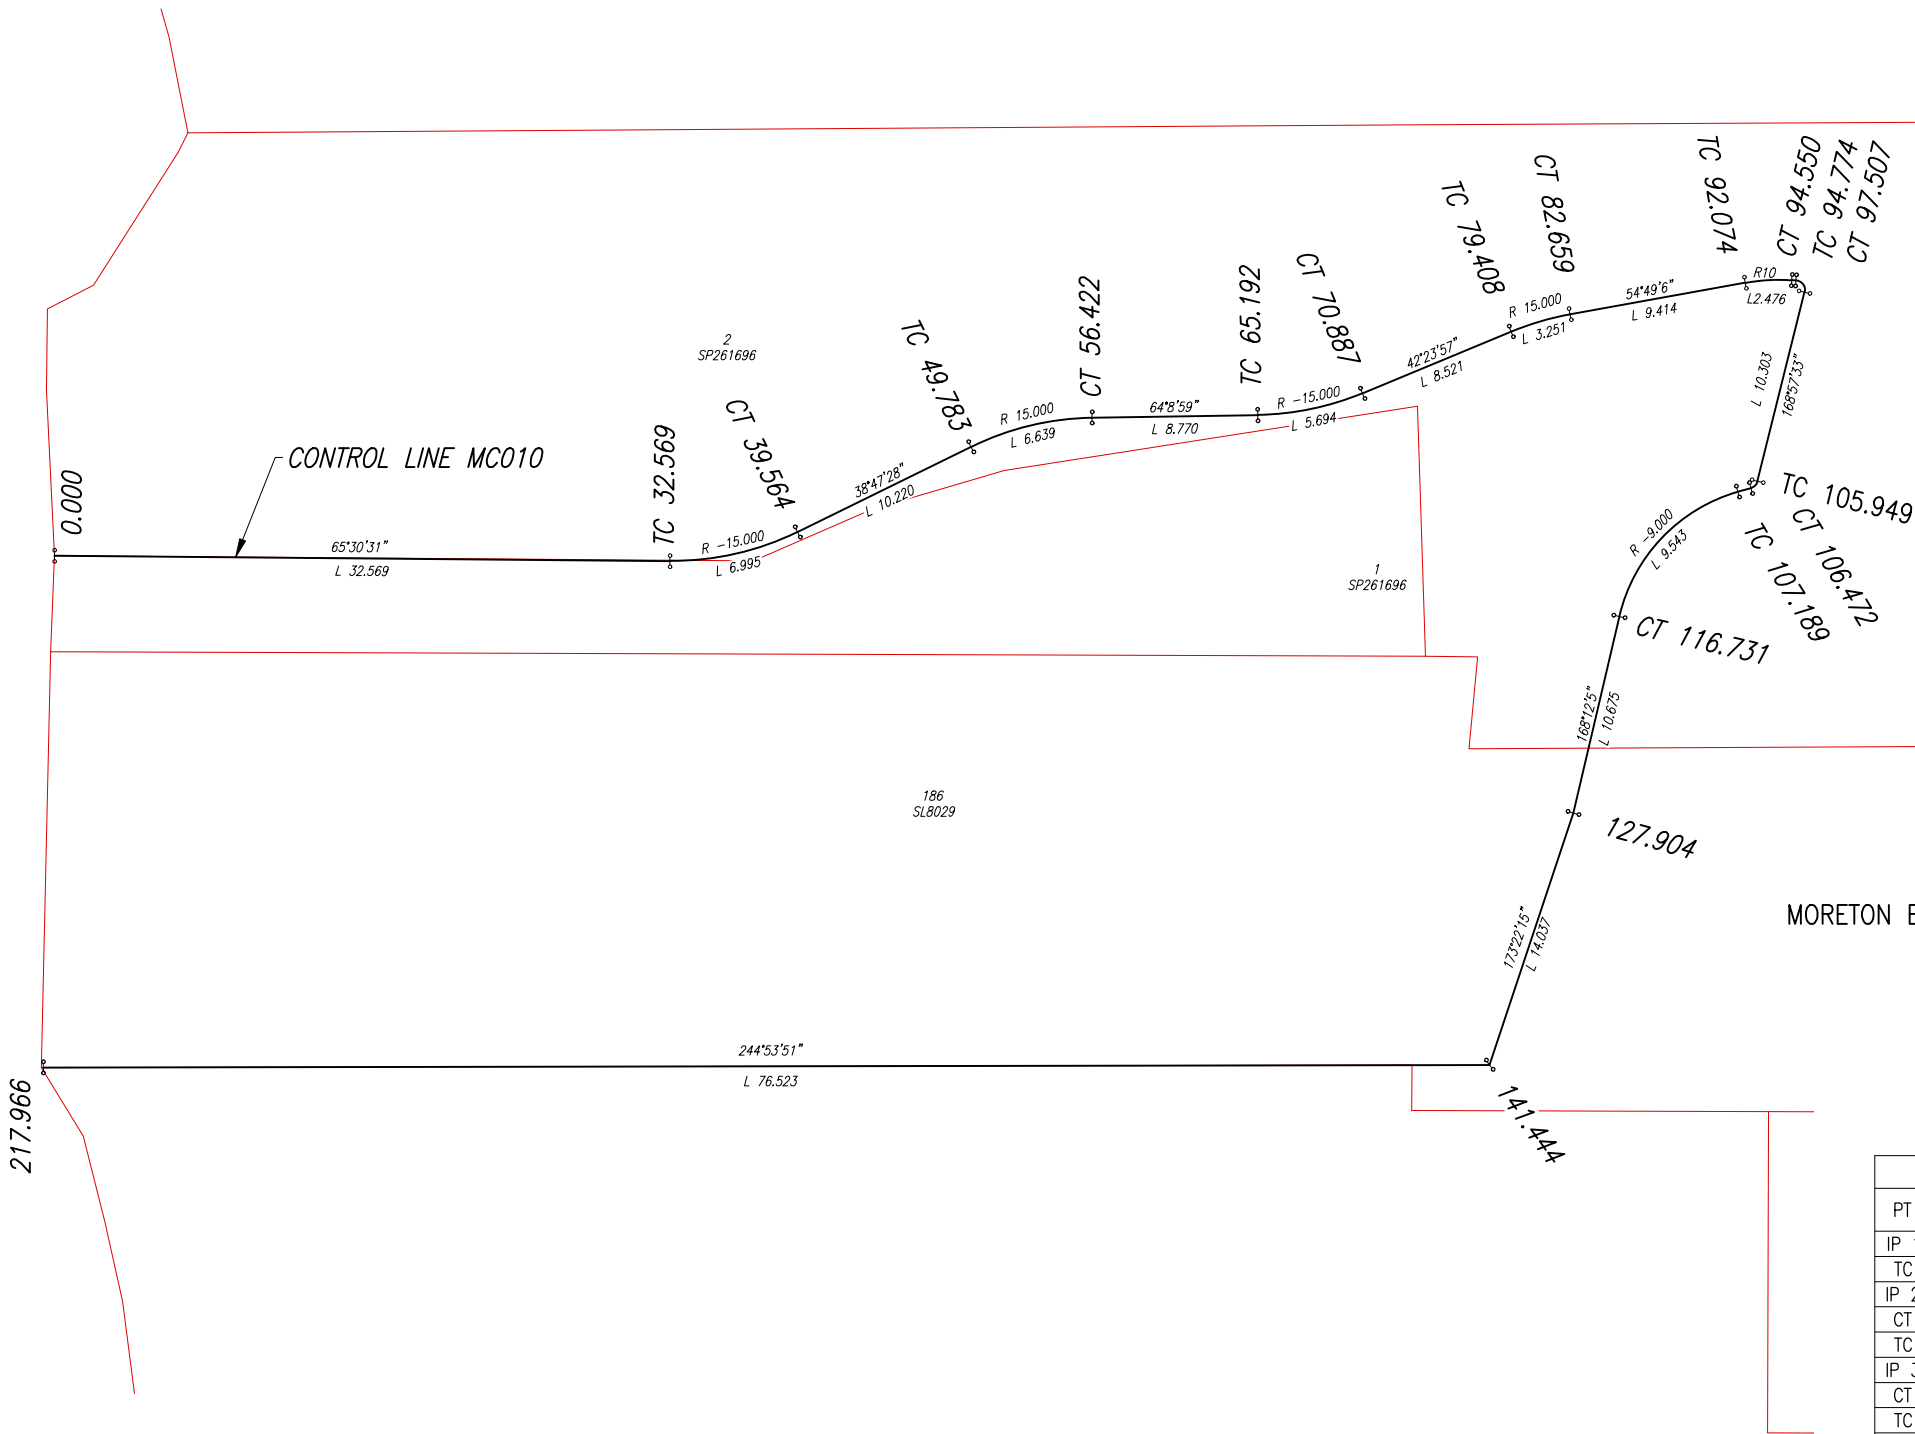 CONTROL LINE MC010
0.000
65°30'31"
L 32.569
TC 32.569
R -15.000
L 6.995
CT 39.564
38°47'28"
L 10.220
TC 49.783
R 15.000
L 6.639
CT 56.422
64°8'59"
L 8.770
TC 65.192
R -15.000
L 5.694
CT 70.887
42°23'57"
L 8.521
TC 79.408
R 15.000
L 3.251
CT 82.659
54°49'6"
L 9.414
TC 92.074
R10
L2.476
CT 94.550
TC 94.774
CT 97.507
L 10.303
168°57'33"
TC 105.949
CT 106.472
TC 107.189
R -9.000
L 9.543
CT 116.731
168°12'5"
L 10.675
127.904
173°22'15"
L 14.037
141.444
244°53'51"
L 76.523
217.966
2
SP261696
1
SP261696
186
SL8029
MORETON
PT
IP
TC
IP
CT
TC
IP
CT
TC